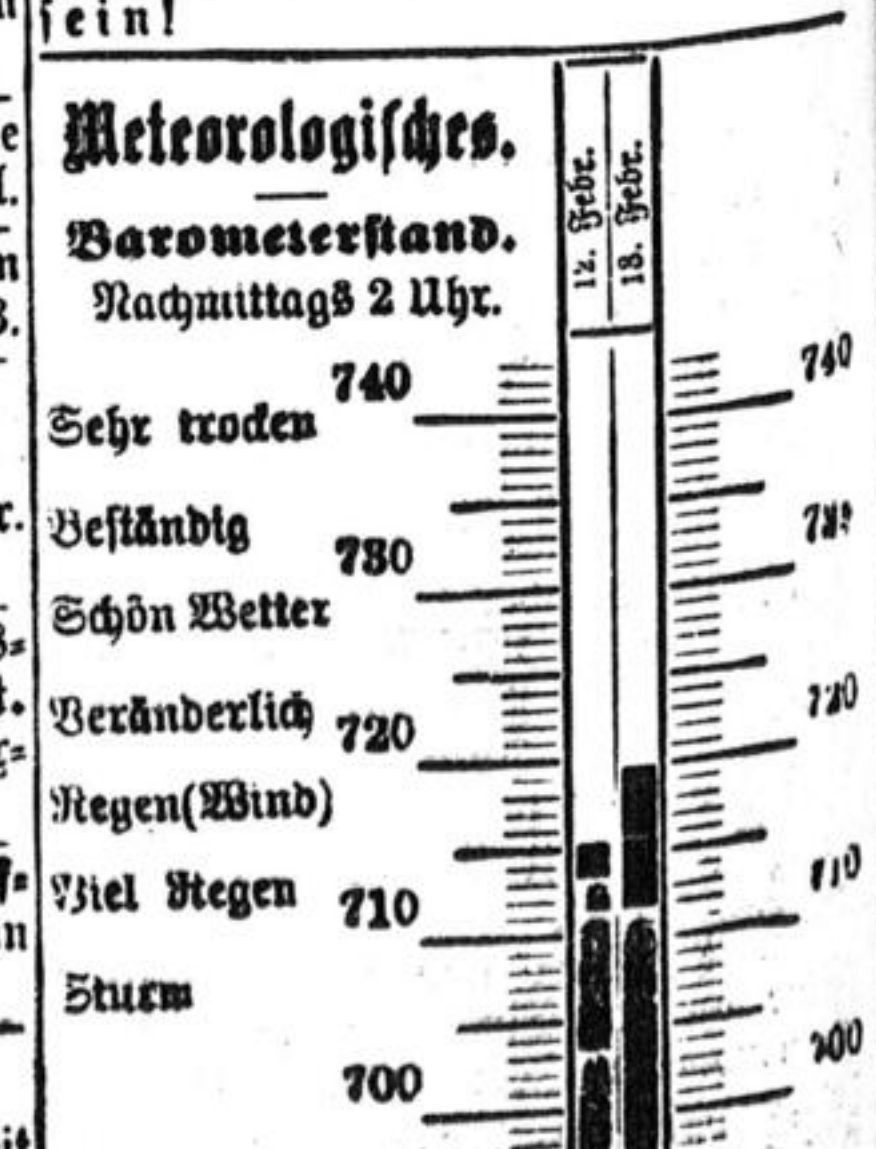 sein!
Meteorologisches.
Barometerstand.
Nachmittags 2 Uhr.
12. Febr.
13. Febr.
740
740
Sehr trocken
Beständig
730
Schön Wetter
Veränderlich
720
720
Regen(Wind)
Viel Regen
710
710
Sturm
700
700